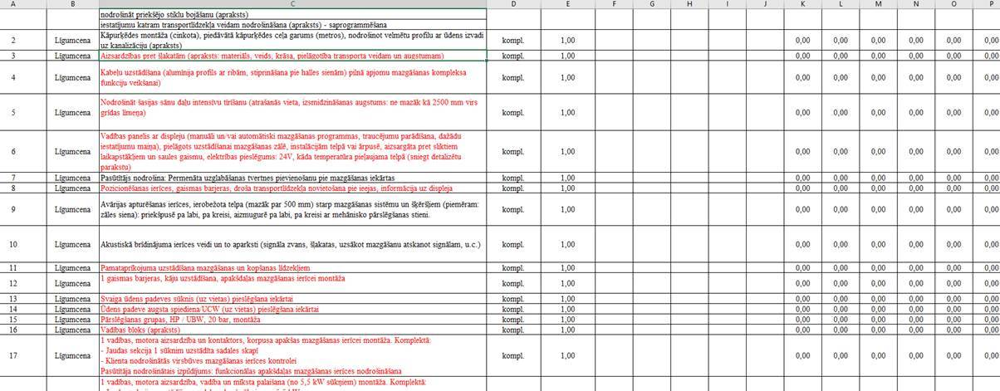 A B C D E F G H I J K L M N O P
nodrošināt priekšējo stiklu bojāšanu (apraksts)
iestatījumu katram transportlīdzekļa veidam nodrošināšana (apraksts) - saprogrammēšana
2 Līgumcena Kāpurķēdes montāža (cinkota), piedāvātā kāpurķēdes ceļa garums (metros), nodrošinot velmētu profilu ar ūdens izvadi kompl. 1,00 0,00 0,00 0,00 0,00 0,00 0,00
uz kanalizāciju (apraksts)
3 Līgumcena Aizsardzības pret šļakatām (apraksts: materiāls, veids, krāsa, pielāgotība transporta veidam un augstumam) kompl. 1,00 0,00 0,00 0,00 0,00 0,00 0,00
4 Līgumcena Kabeļu uzstādīšana (alumīnija profils ar ribām, stiprināšana pie halles sienām) pilnā apjomu mazgāšanas kompleksa kompl. 1,00 0,00 0,00 0,00 0,00 0,00 0,00
funkciju veikšanai)
5 Līgumcena Nodrošināt šasijas sānu daļu intensīvu tīrīšanu (atrašanās vieta, izsmidzināšanas augstums: ne mazāk kā 2500 mm virs kompl. 1,00 0,00 0,00 0,00 0,00 0,00 0,00
grīdas līmeņa)
6 Līgumcena Vadības panelis ar displeju (manuāli un/vai automātiski mazgāšanas programmas, traucējumu parādīšana, dažādu kompl. 1,00 0,00 0,00 0,00 0,00 0,00 0,00
iestatījumu maiņa), pielāgots uzstādīšanai mazgāšanas zālē, instalācijām telpā vai ārpusē, aizsargāta pret sliktiem
laikapstākļiem un saules gaismu, elektrības pieslēgums: 24V, kāda temperatūra pieļaujama telpā (sniegt detalizētu
parakstu)
7 Līgumcena Pasūtītājs nodrošina: Permenāta uzglabāšanas tvertnes pievienošanu pie mazgāšanas iekārtas kompl. 1,00 0,00 0,00 0,00 0,00 0,00 0,00
8 Līgumcena Pozicionēšanas ierīces, gaismas barjeras, droša transportlīdzekļa novietošana pie ieejas, informācija uz displeja kompl. 1,00 0,00 0,00 0,00 0,00 0,00 0,00
9 Līgumcena Avārijas apturēšanas ierīces, ierobežota telpa (mazāk par 500 mm) starp mazgāšanas sistēmu un šķēršļiem (piemēram: kompl. 1,00 0,00 0,00 0,00 0,00 0,00 0,00
zāles siena): priekšpusē pa labi, pa kreisi, aizmugurē pa labi, pa kreisi ar mehānisko pārslēgšanas stieni.
10 Līgumcena Akustiskā brīdinājuma ierīces veidi un to aparksti (signāla zvans, šļakatas, uzsākot mazgāšanu atskanot signālam, u.c.) kompl. 1,00 0,00 0,00 0,00 0,00 0,00 0,00
11 Līgumcena Pamataprīkojuma uzstādīšana mazgāšanas un kopšanas līdzekļiem kompl. 1,00 0,00 0,00 0,00 0,00 0,00 0,00
12 Līgumcena 1 gaismas barjeras, kāju uzstādīšana, apakšdaļas mazgāšanas ierīcei montāža kompl. 1,00 0,00 0,00 0,00 0,00 0,00 0,00
13 Līgumcena Svaiga ūdens padeves sūknis (uz vietas) pieslēgšana iekārtai kompl. 1,00 0,00 0,00 0,00 0,00 0,00 0,00
14 Līgumcena Ūdens padeve augsta spiediena/UCW (uz vietas) pieslēgšana iekārtai kompl. 1,00 0,00 0,00 0,00 0,00 0,00 0,00
15 Līgumcena Pārslēgšanas grupas, HP / UBW, 20 bar, montāža kompl. 1,00 0,00 0,00 0,00 0,00 0,00 0,00
16 Līgumcena Vadības bloks (apraksts) kompl. 1,00 0,00 0,00 0,00 0,00 0,00 0,00
17 Līgumcena 1 vadības, motora aizsardzība un kontaktors, korpusa apakšas mazgāšanas ierīcei montāža. Komplektā: kompl. 1,00 0,00 0,00 0,00 0,00 0,00 0,00
- Jaudas sekcija 1 sūknim uzstādīta sadales skapī
- Klienta nodrošinātās virsbūves mazgāšanas ierīces kontrolei
Pasūtītāja nodrošinātais izpildījums: funkcionālas apakšdaļas mazgāšanas ierīces nodrošināšana
1 vadības, motora aizsardzība, vadība un mīksta palaišana (no 5,5 kW sūkņiem) montāža. Komplektā: